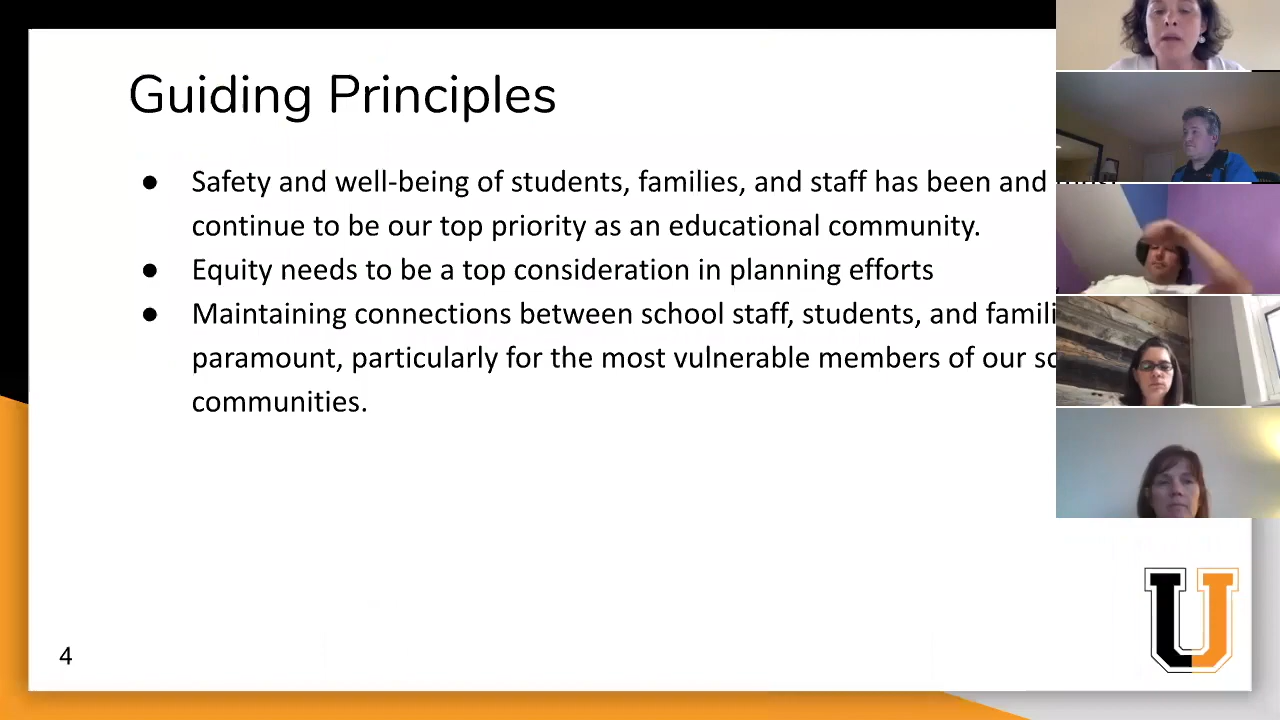 Guiding Principles
● Safety and well-being of students, families, and staff has been and
continue to be our top priority as an educational community.
● Equity needs to be a top consideration in planning efforts
● Maintaining connections between school staff, students, and
paramount, particularly for the most vulnerable members of our
communities.
4
U